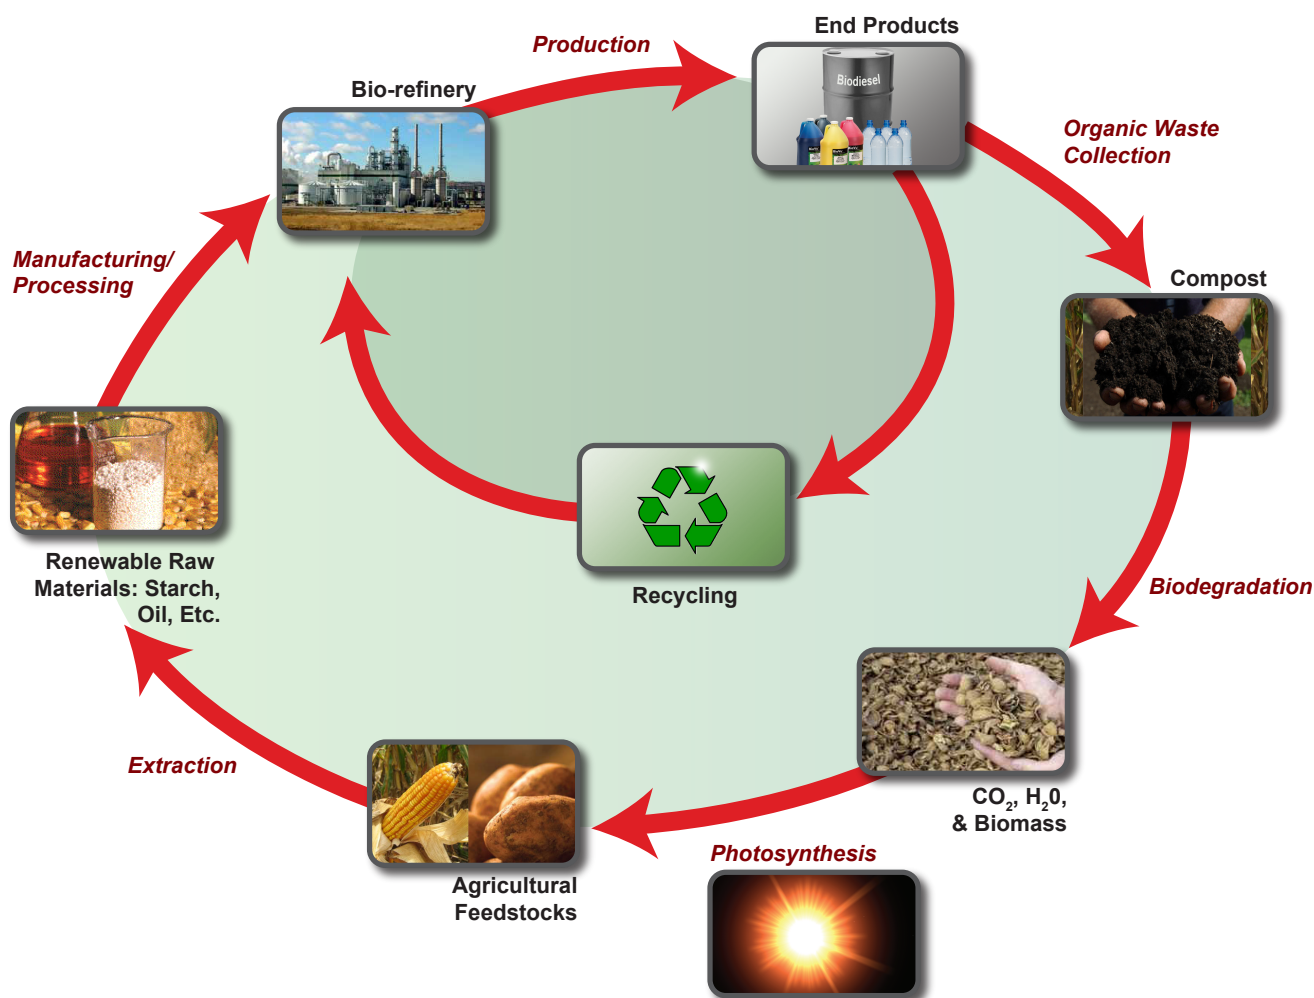 End Products
Production
Biodiesel
Bio-refinery
Organic Waste
Collection
Manufacturing/
Processing
Compost
Renewable Raw
Materials: Starch,
Oil, Etc.
Recycling
Biodegradation
Extraction
CO₂, H₂0,
& Biomass
Photosynthesis
Agricultural
Feedstocks